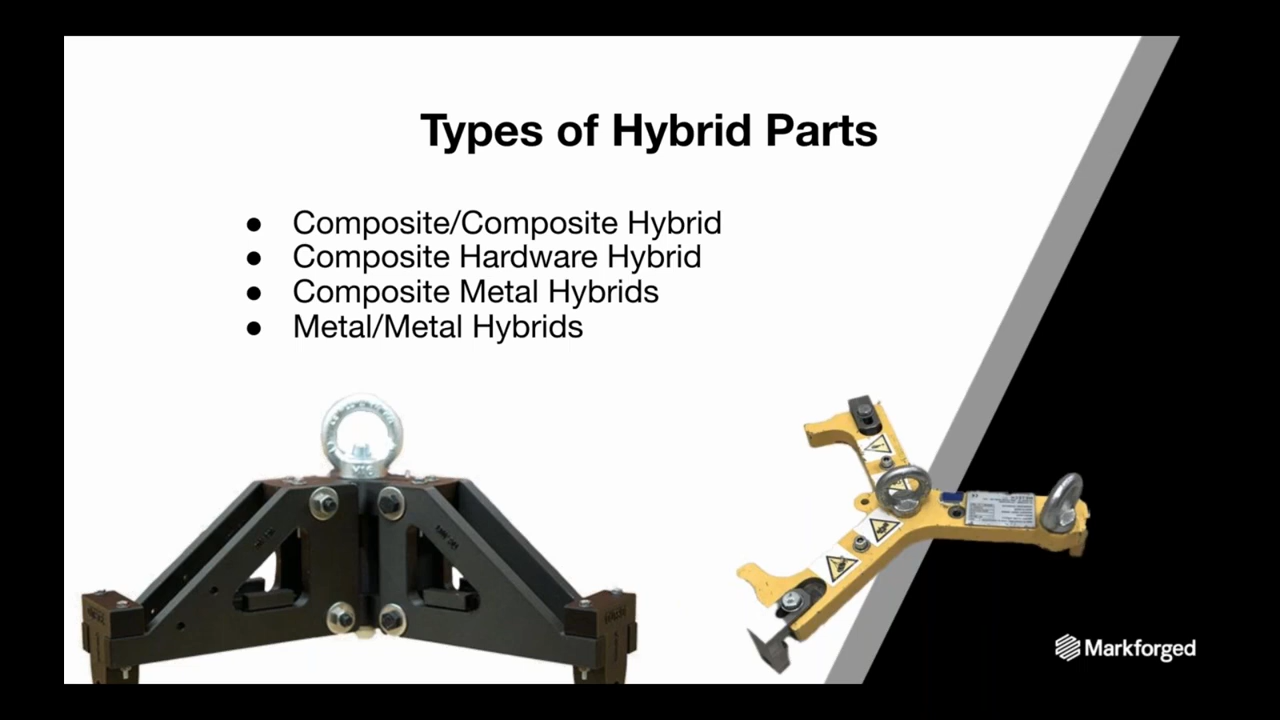 Types of Hybrid Parts
● Composite/Composite Hybrid
● Composite Hardware Hybrid
● Composite Metal Hybrids
● Metal/Metal Hybrids
Markforged